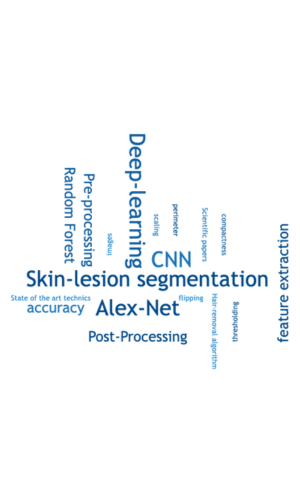 Deep-learning
Pre-processing
Random Forest
images
scaling
perimeter
Scientific papers
compactness
CNN
Skin-lesion segmentation
feature extraction
State of the art technics
accuracy
Alex-Net
flipping
Hair-removal algorithm
thresholding
Post-Processing